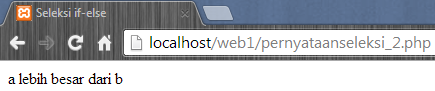 Seleksi if-else
localhost/web1/pernyataanseleksi_2.php
a lebih besar dari b